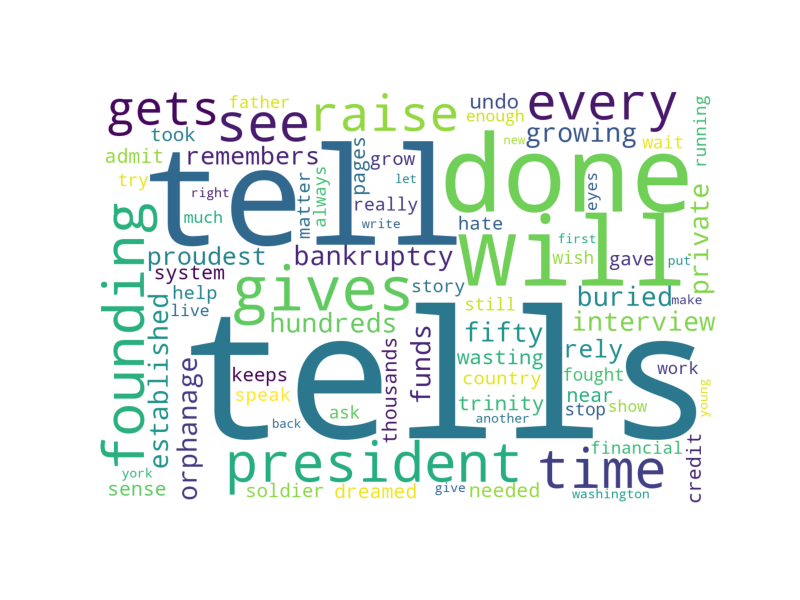 gets
father
see
raise
undo
enough
every
running
took
new
growing
wait
admit
remembers
pages
grow
tell
done
try
right
let
eyes
much
matter
always
really
write
hate
private
founding
proudest
bankruptcy
will
first
wish
gave
put
system
established
help
live
gives
story
still
buried
make
hundreds
fifty
interview
orphanage
keeps
tells
thousands
funds
wasting
rely
near
country
fought
work
speak
ask
back
trinity
another
stop
show
young
president
time
financial
credit
york
sense
soldier
dreamed
give
needed
washington